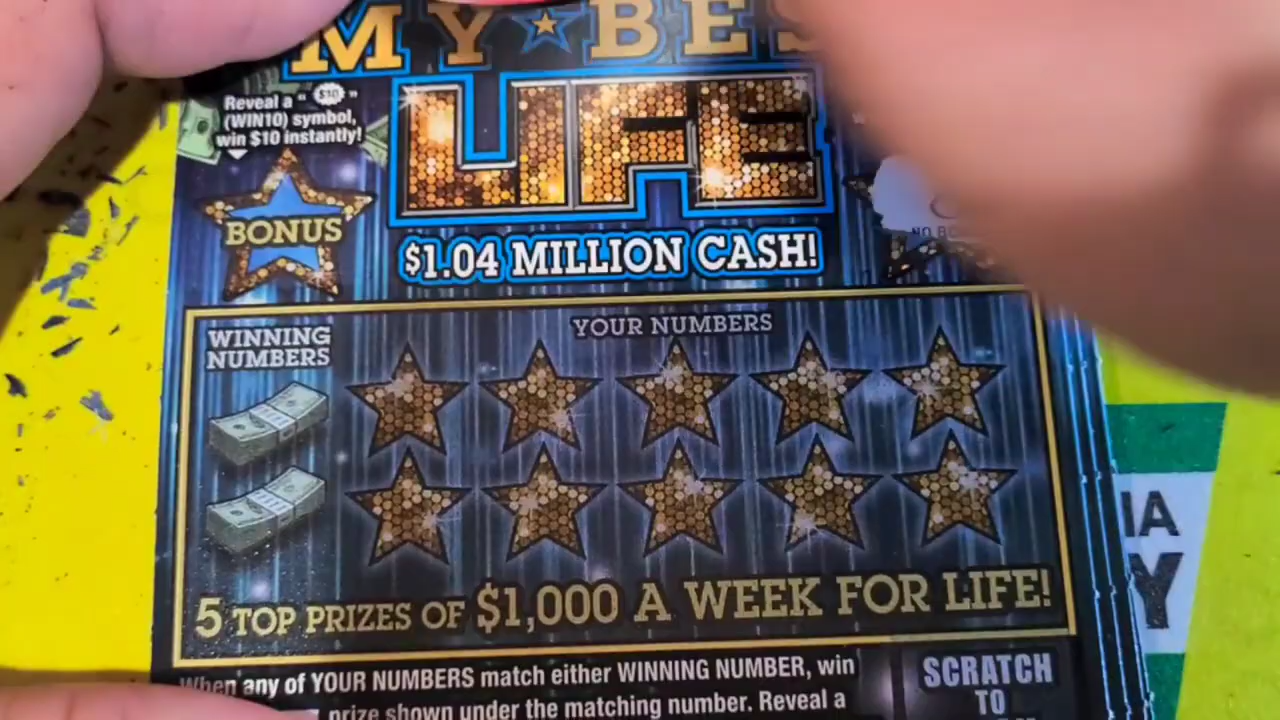 MY BES
LIFE
Reveal a "$10"
(WIN10) symbol,
win $10 instantly!
BONUS
$1.04 MILLION CASH!
NO
WINNING
NUMBERS
YOUR NUMBERS
5 TOP PRIZES OF $1,000 A WEEK FOR LIFE!
When any of YOUR NUMBERS match either WINNING NUMBER, win
prize shown under the matching number. Reveal a
SCRATCH
TO
IA
Y